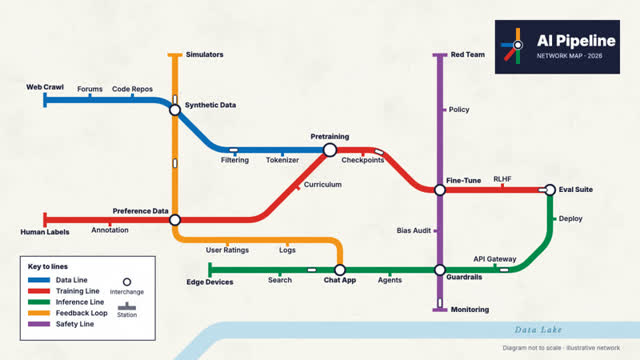 AI Pipeline
NETWORK MAP · 2026
Simulators
Red Team
Web Crawl
Forums
Code Repos
Synthetic Data
Policy
Pretraining
Filtering
Tokenizer
Checkpoints
Curriculum
Fine-Tune
RLHF
Eval Suite
Preference Data
Human Labels
Annotation
Bias Audit
Deploy
User Ratings
Logs
API Gateway
Edge Devices
Search
Chat App
Agents
Guardrails
Monitoring
Key to lines
Data Line
Training Line
Inference Line
Feedback Loop
Safety Line
Interchange
Station
Data Lake
Diagram not to scale · illustrative network